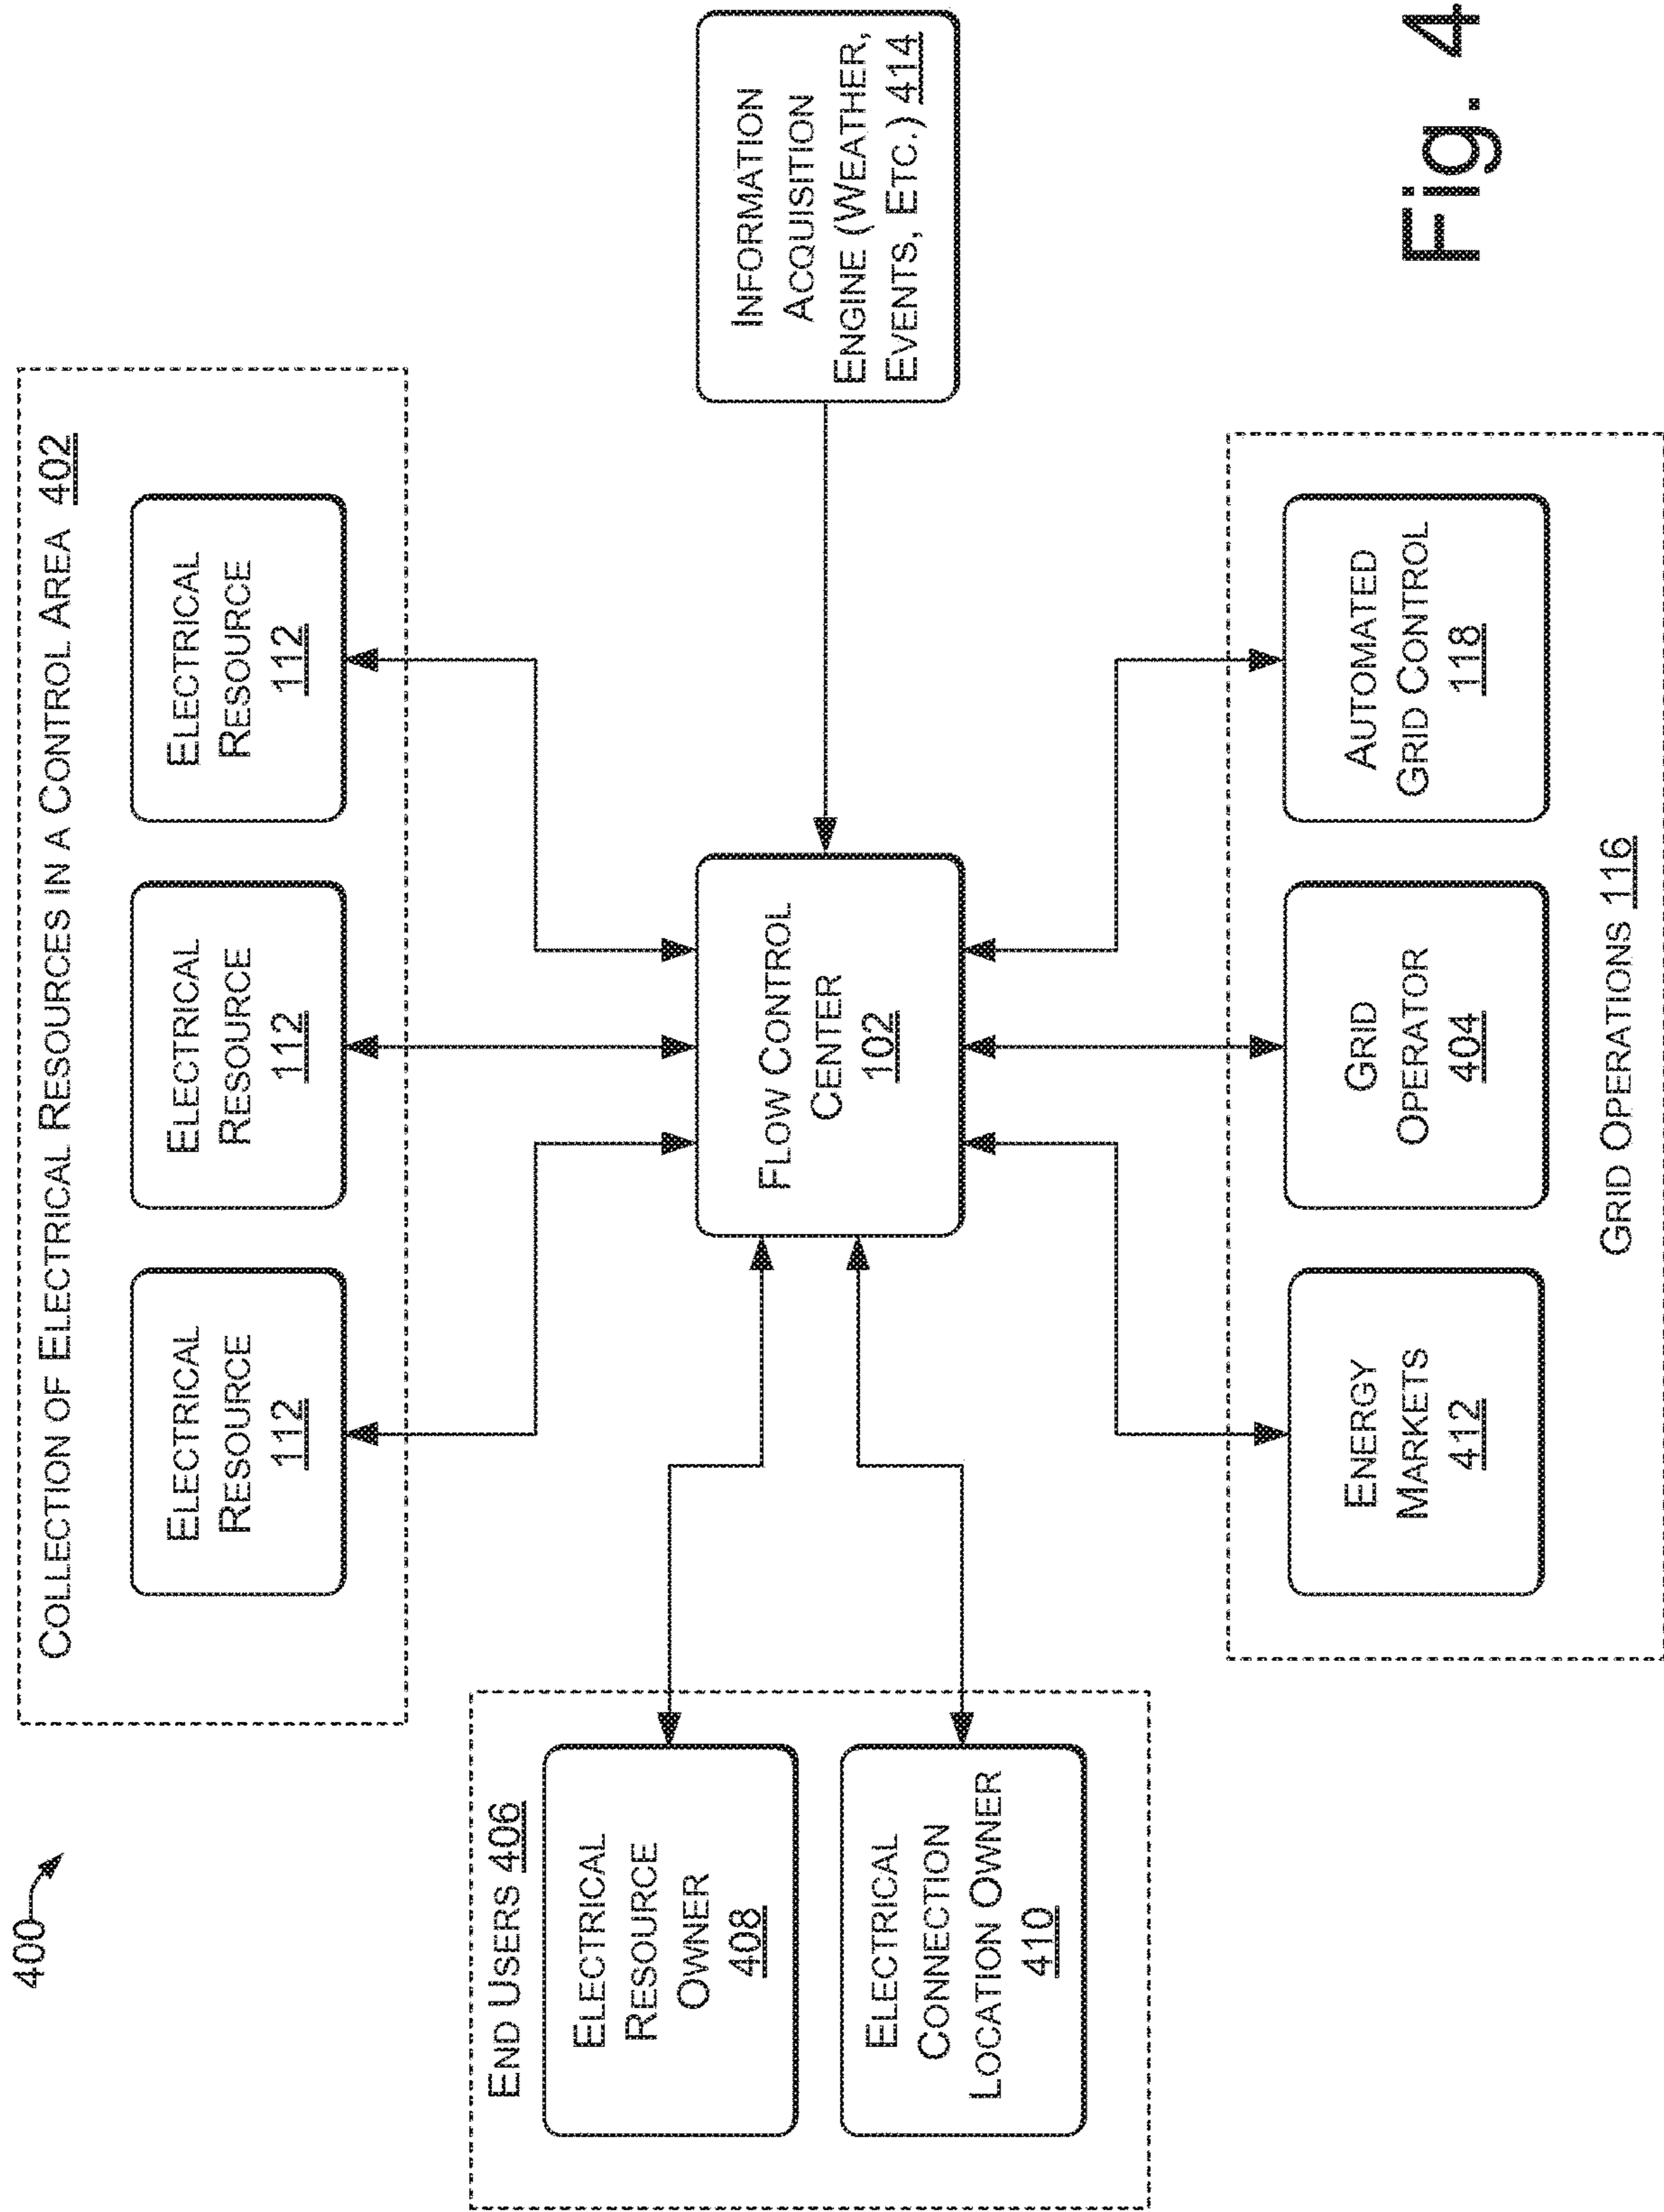 400
COLLECTION OF ELECTRICAL RESOURCES IN A CONTROL AREA 402
ELECTRICAL
RESOURCE
112
ELECTRICAL
RESOURCE
112
ELECTRICAL
RESOURCE
112
END USERS 406
ELECTRICAL
RESOURCE
OWNER
408
ELECTRICAL
CONNECTION
LOCATION OWNER
410
FLOW CONTROL
CENTER
102
INFORMATION
ACQUISITION
ENGINE (WEATHER,
EVENTS, ETC.) 414
ENERGY
MARKETS
412
GRID
OPERATOR
404
AUTOMATED
GRID CONTROL
118
GRID OPERATIONS 116
Fig. 4